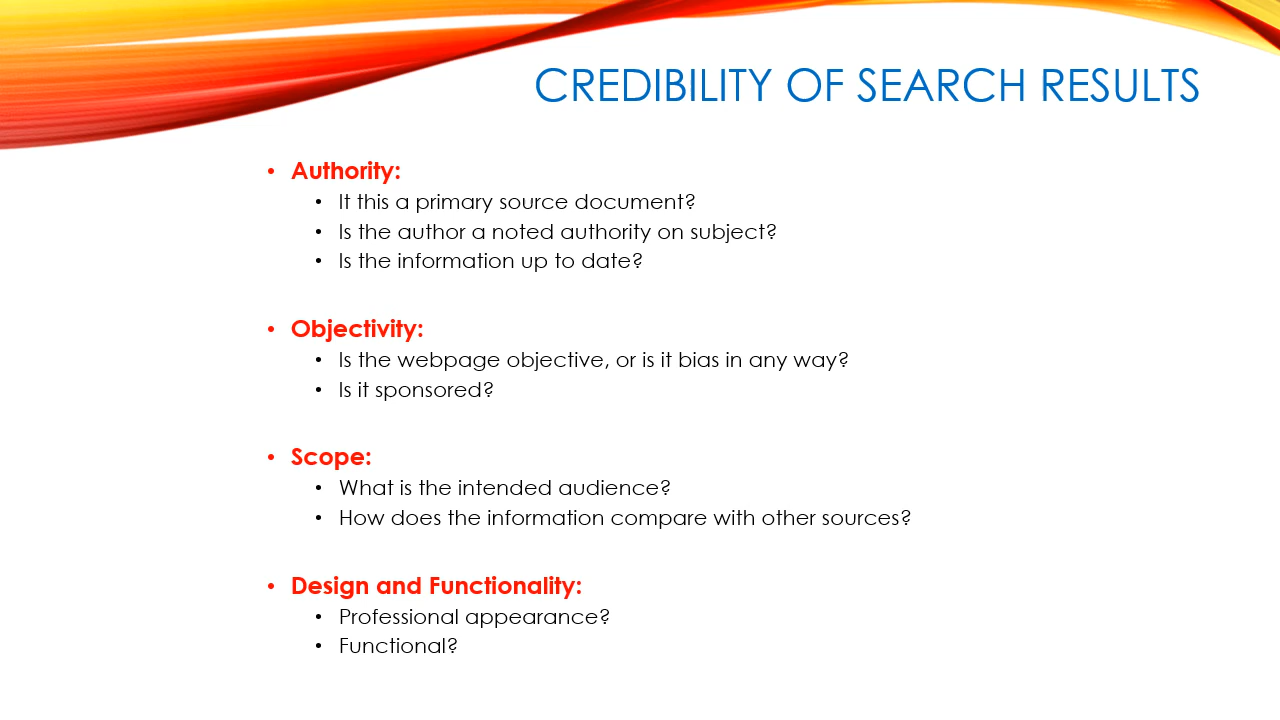 CREDIBILITY OF SEARCH RESULTS
• Authority:
• It this a primary source document?
• Is the author a noted authority on subject?
• Is the information up to date?
• Objectivity:
• Is the webpage objective, or is it bias in any way?
• Is it sponsored?
• Scope:
• What is the intended audience?
• How does the information compare with other sources?
• Design and Functionality:
• Professional appearance?
• Functional?